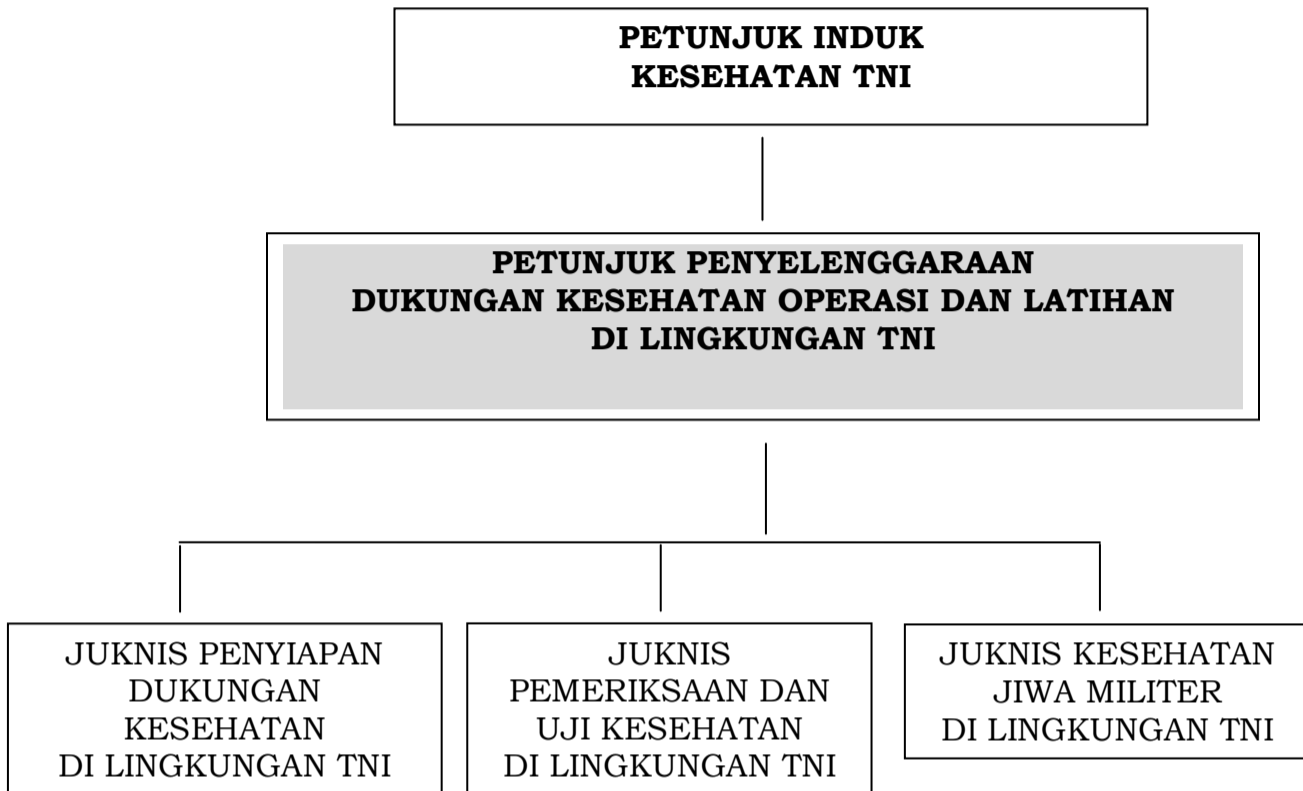 PETUNJUK INDUK
KESEHATAN TNI
PETUNJUK PENYELENGGARAAN
DUKUNGAN KESEHATAN OPERASI DAN LATIHAN
DI LINGKUNGAN TNI
JUKNIS PENYIAPAN
DUKUNGAN
KESEHATAN
DI LINGKUNGAN TNI
JUKNIS
PEMERIKSAAN DAN
UJI KESEHATAN
DI LINGKUNGAN TNI
JUKNIS KESEHATAN
JIWA MILITER
DI LINGKUNGAN TNI